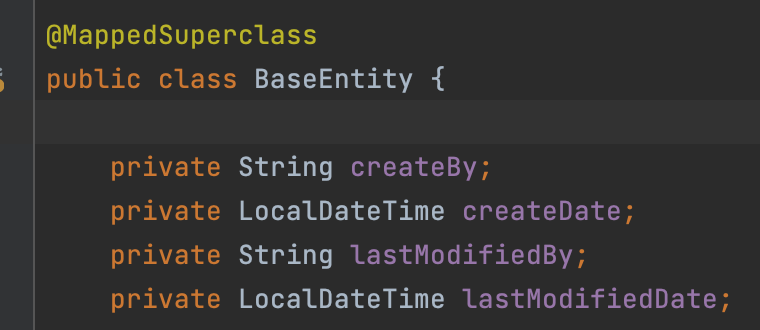 @MappedSuperclass
public class BaseEntity {
private String createBy;
private LocalDateTime createDate;
private String lastModifiedBy;
private LocalDateTime lastModifiedDate;